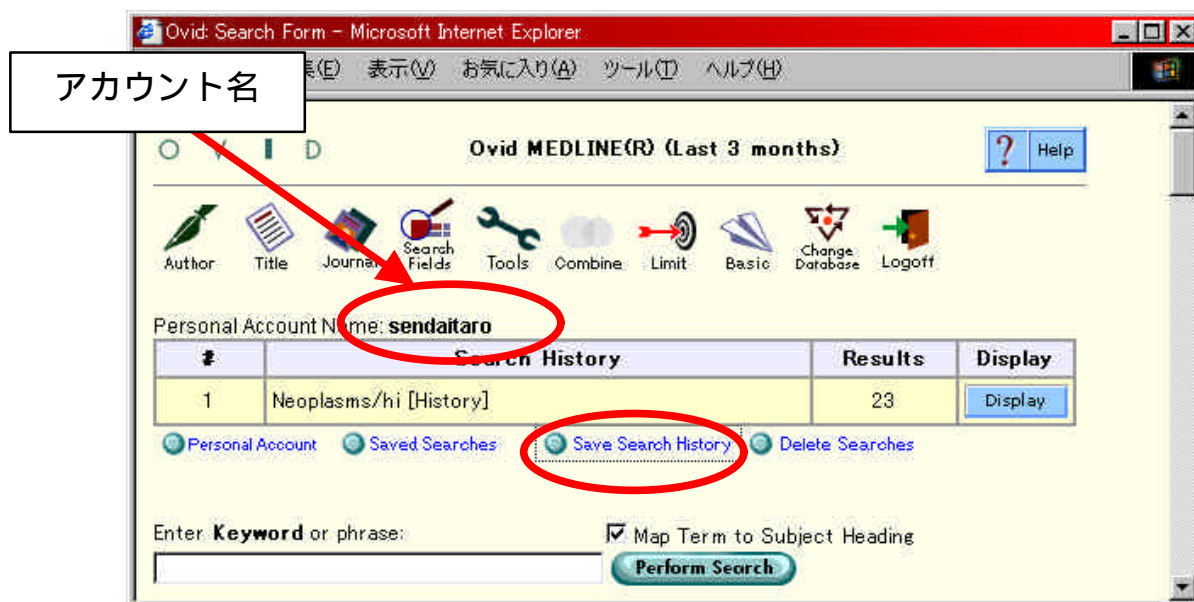 Ovid: Search Form - Microsoft Internet Explorer
アカウント名
集(E) 表示(V) お気に入り(A) ツール(T) ヘルプ(H)
O V I D Ovid MEDLINE(R) (Last 3 months) ? Help
Author Title Journal Search Fields Tools Combine Limit Basic Change Database Logoff
Personal Account Name: sendaitaro
# Search History Results Display
1 Neoplasms/hi [History] 23 Display
Personal Account Saved Searches Save Search History Delete Searches
Enter Keyword or phrase: Map Term to Subject Heading
Perform Search